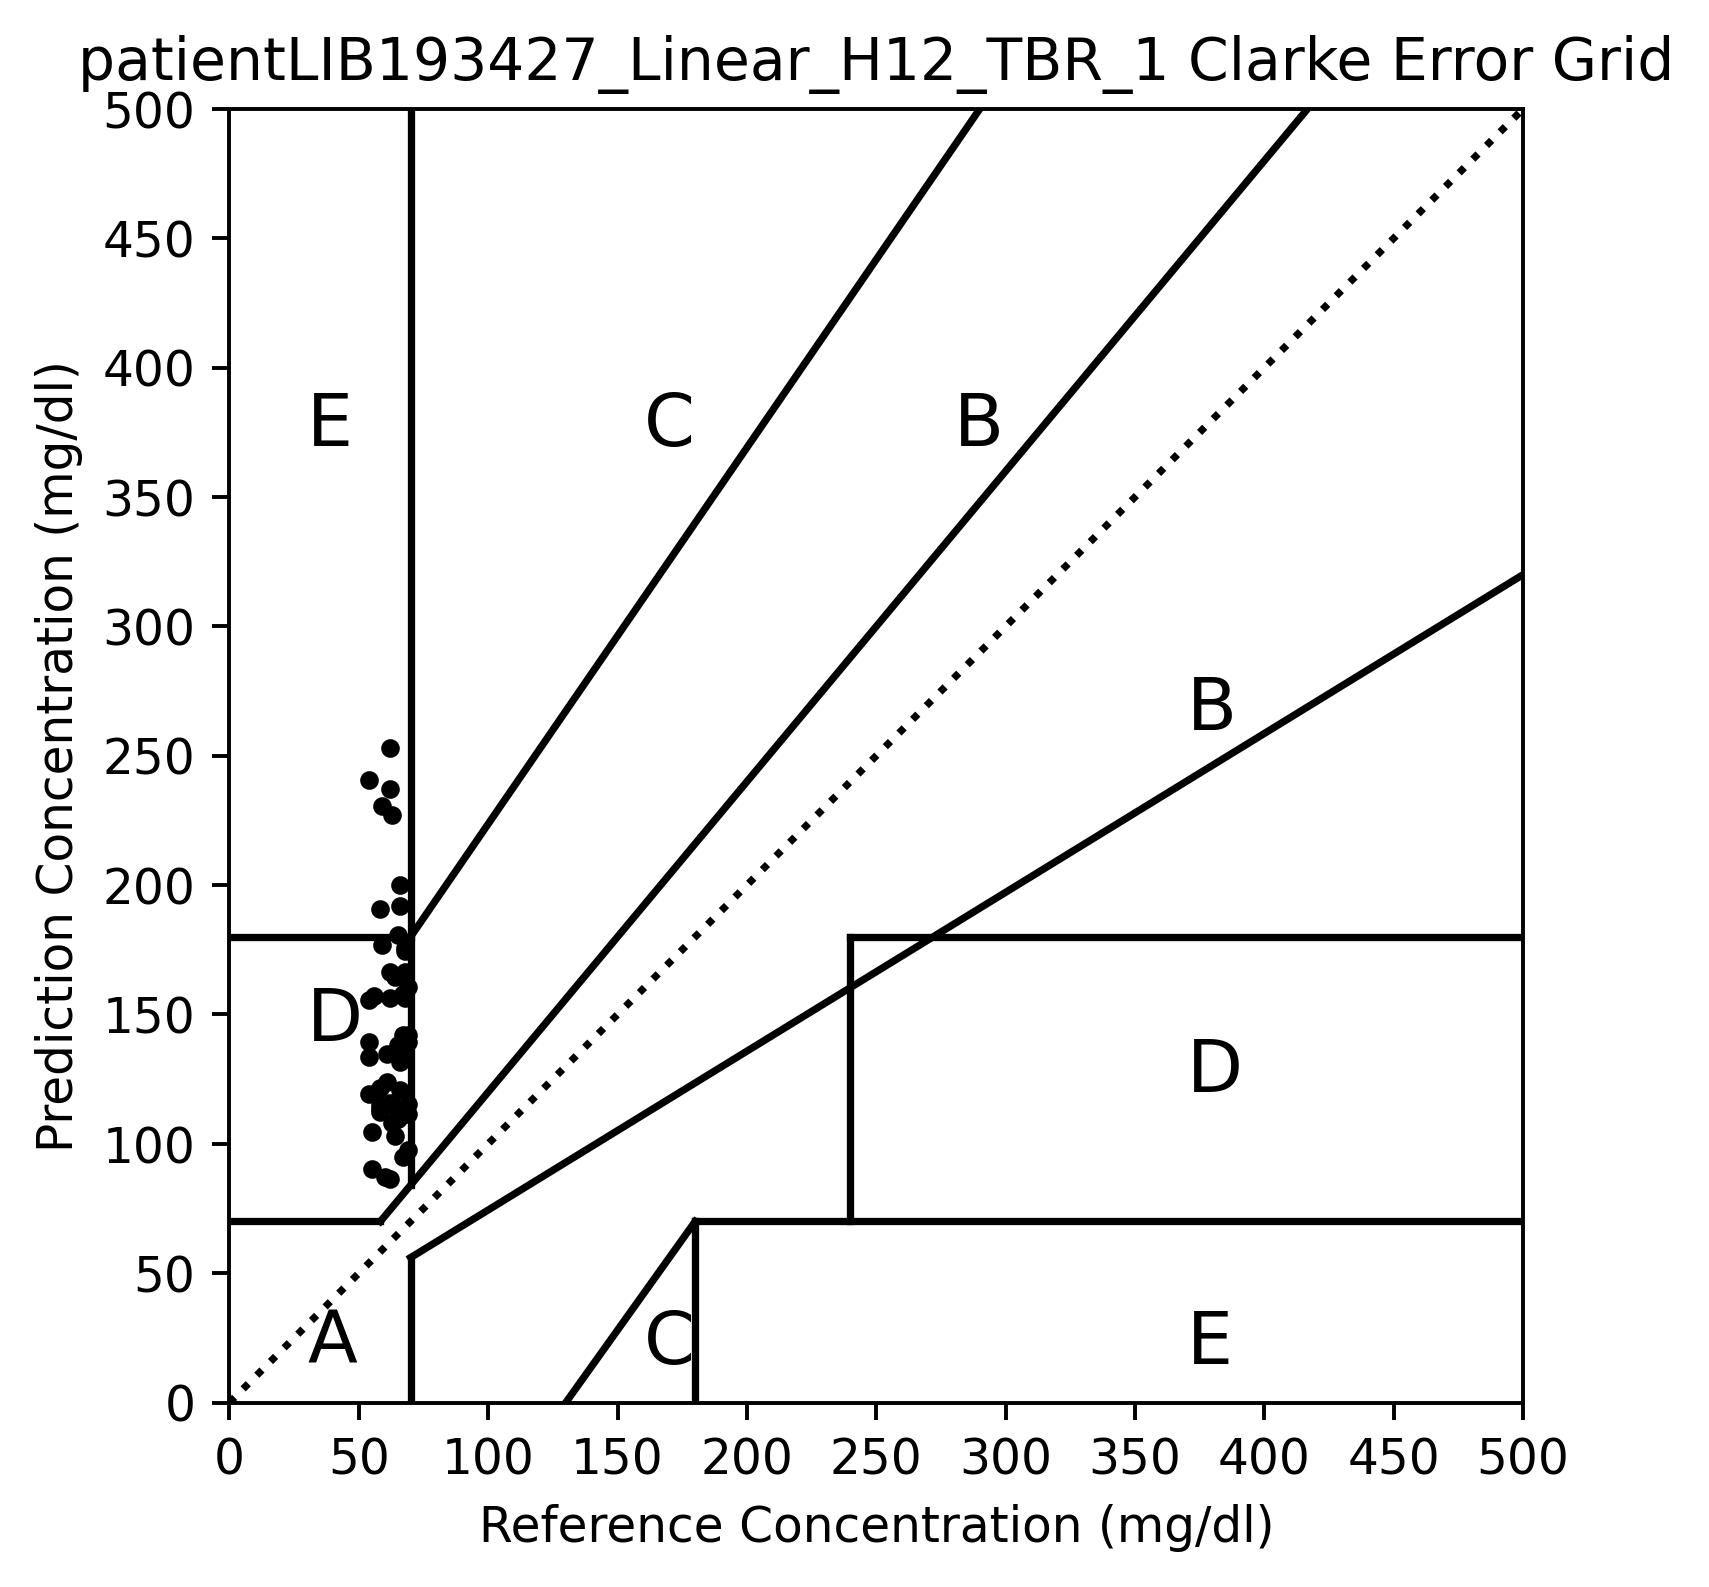 patientLIB193427_Linear_H12_TBR_1 Clarke Error Grid
500
450
400
350
300
250
200
150
100
50
0
Prediction Concentration (mg/dl)
E
C
B
B
D
D
A
C
E
0 50 100 150 200 250 300 350 400 450 500
Reference Concentration (mg/dl)